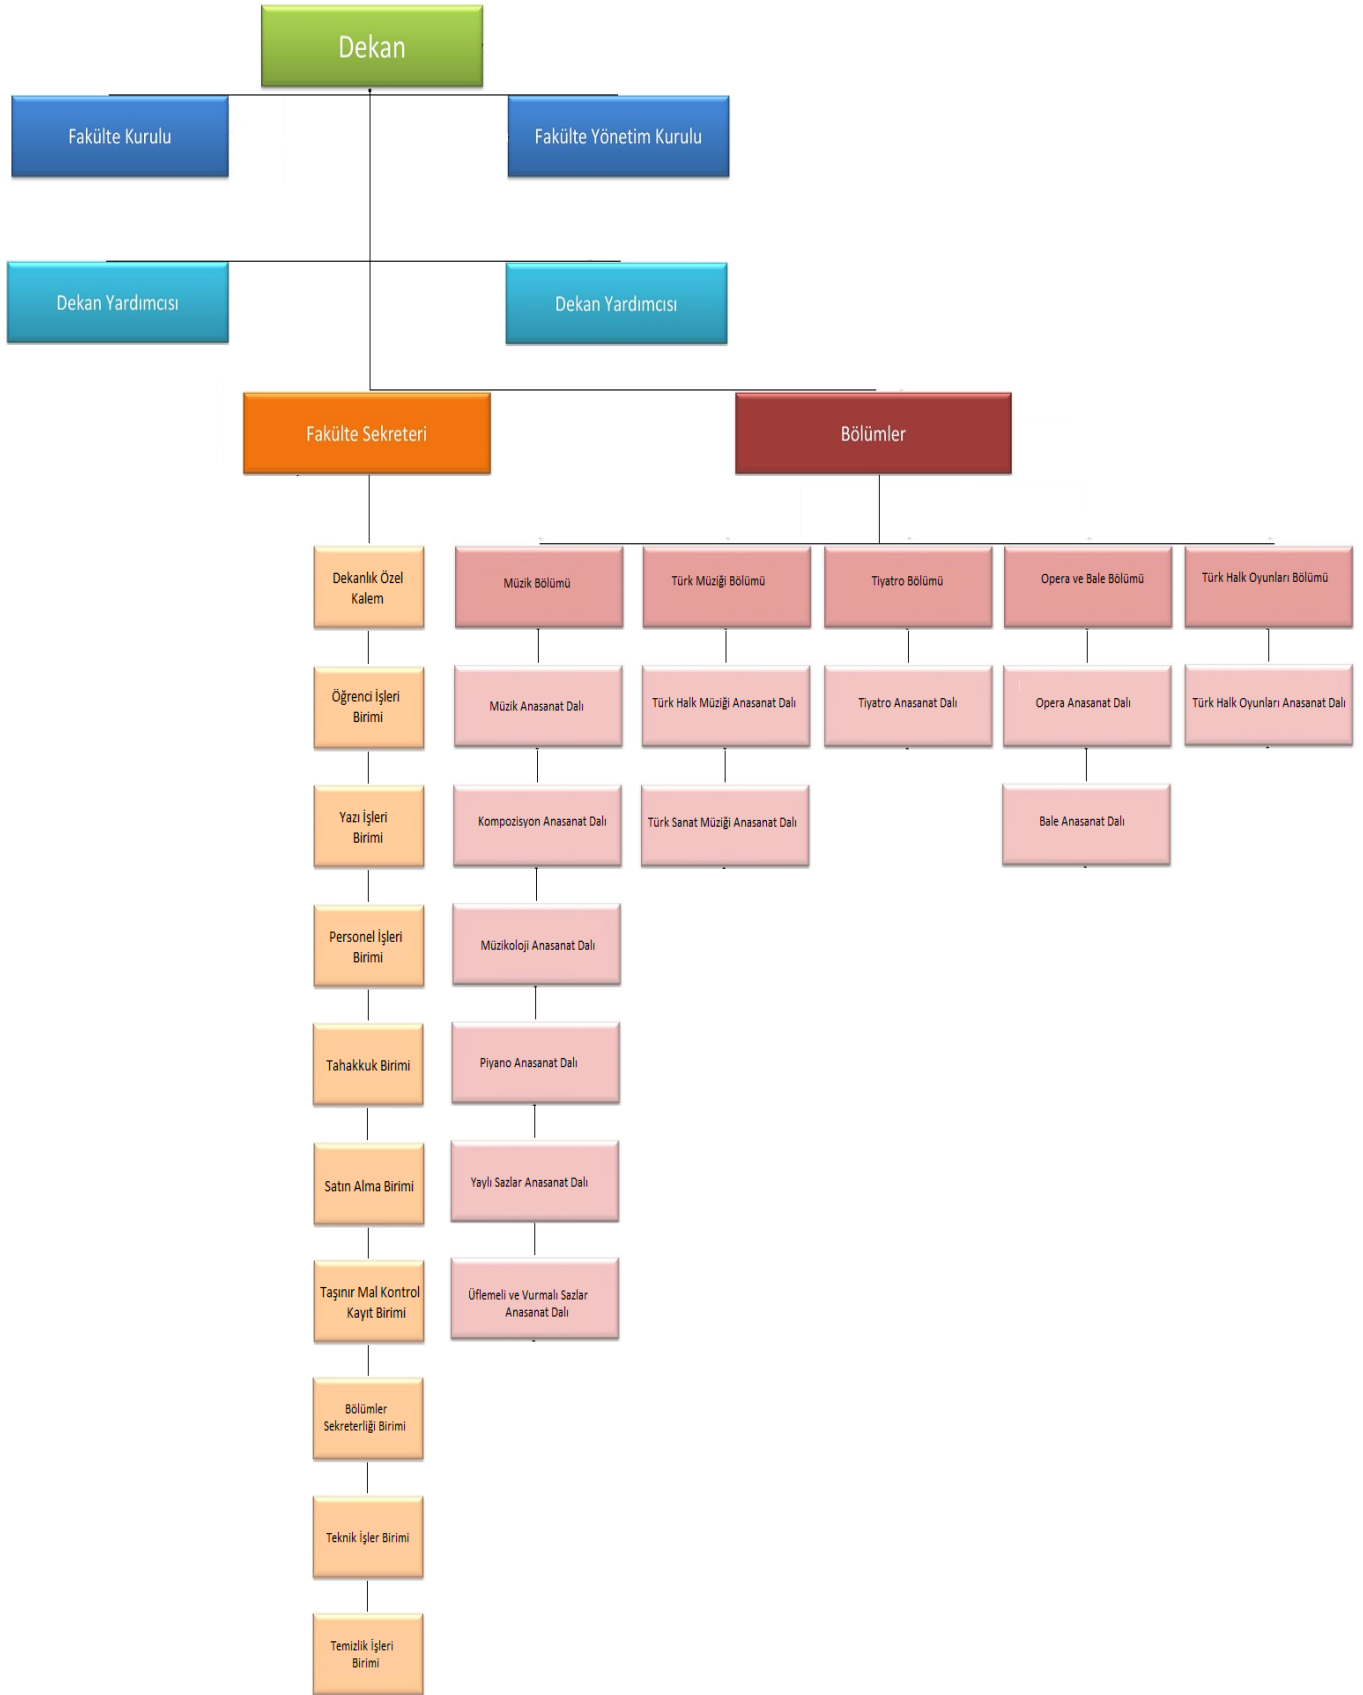 Dekan
Fakülte Kurulu
Fakülte Yönetim Kurulu
Dekan Yardımcısı
Dekan Yardımcısı
Fakülte Sekreteri
Bölümler
Dekanlık Özel
Kalem
Öğrenci İşleri
Birimi
Yazı İşleri
Birimi
Personel İşleri
Birimi
Tahakkuk Birimi
Satın Alma Birimi
Taşınır Mal Kontrol
Kayıt Birimi
Bölümler
Sekreterliği Birimi
Teknik İşler Birimi
Temizlik İşleri
Birimi
Müzik Bölümü
Müzik Anasanat Dalı
Kompozisyon Anasanat Dalı
Müzikoloji Anasanat Dalı
Piyano Anasanat Dalı
Yaylı Sazlar Anasanat Dalı
Üflemeli ve Vurmalı Sazlar
Anasanat Dalı
Türk Müziği Bölümü
Türk Halk Müziği Anasanat Dalı
Türk Sanat Müziği Anasanat Dalı
Tiyatro Bölümü
Tiyatro Anasanat Dalı
Opera ve Bale Bölümü
Opera Anasanat Dalı
Bale Anasanat Dalı
Türk Halk Oyunları Bölümü
Türk Halk Oyunları Anasanat Dalı